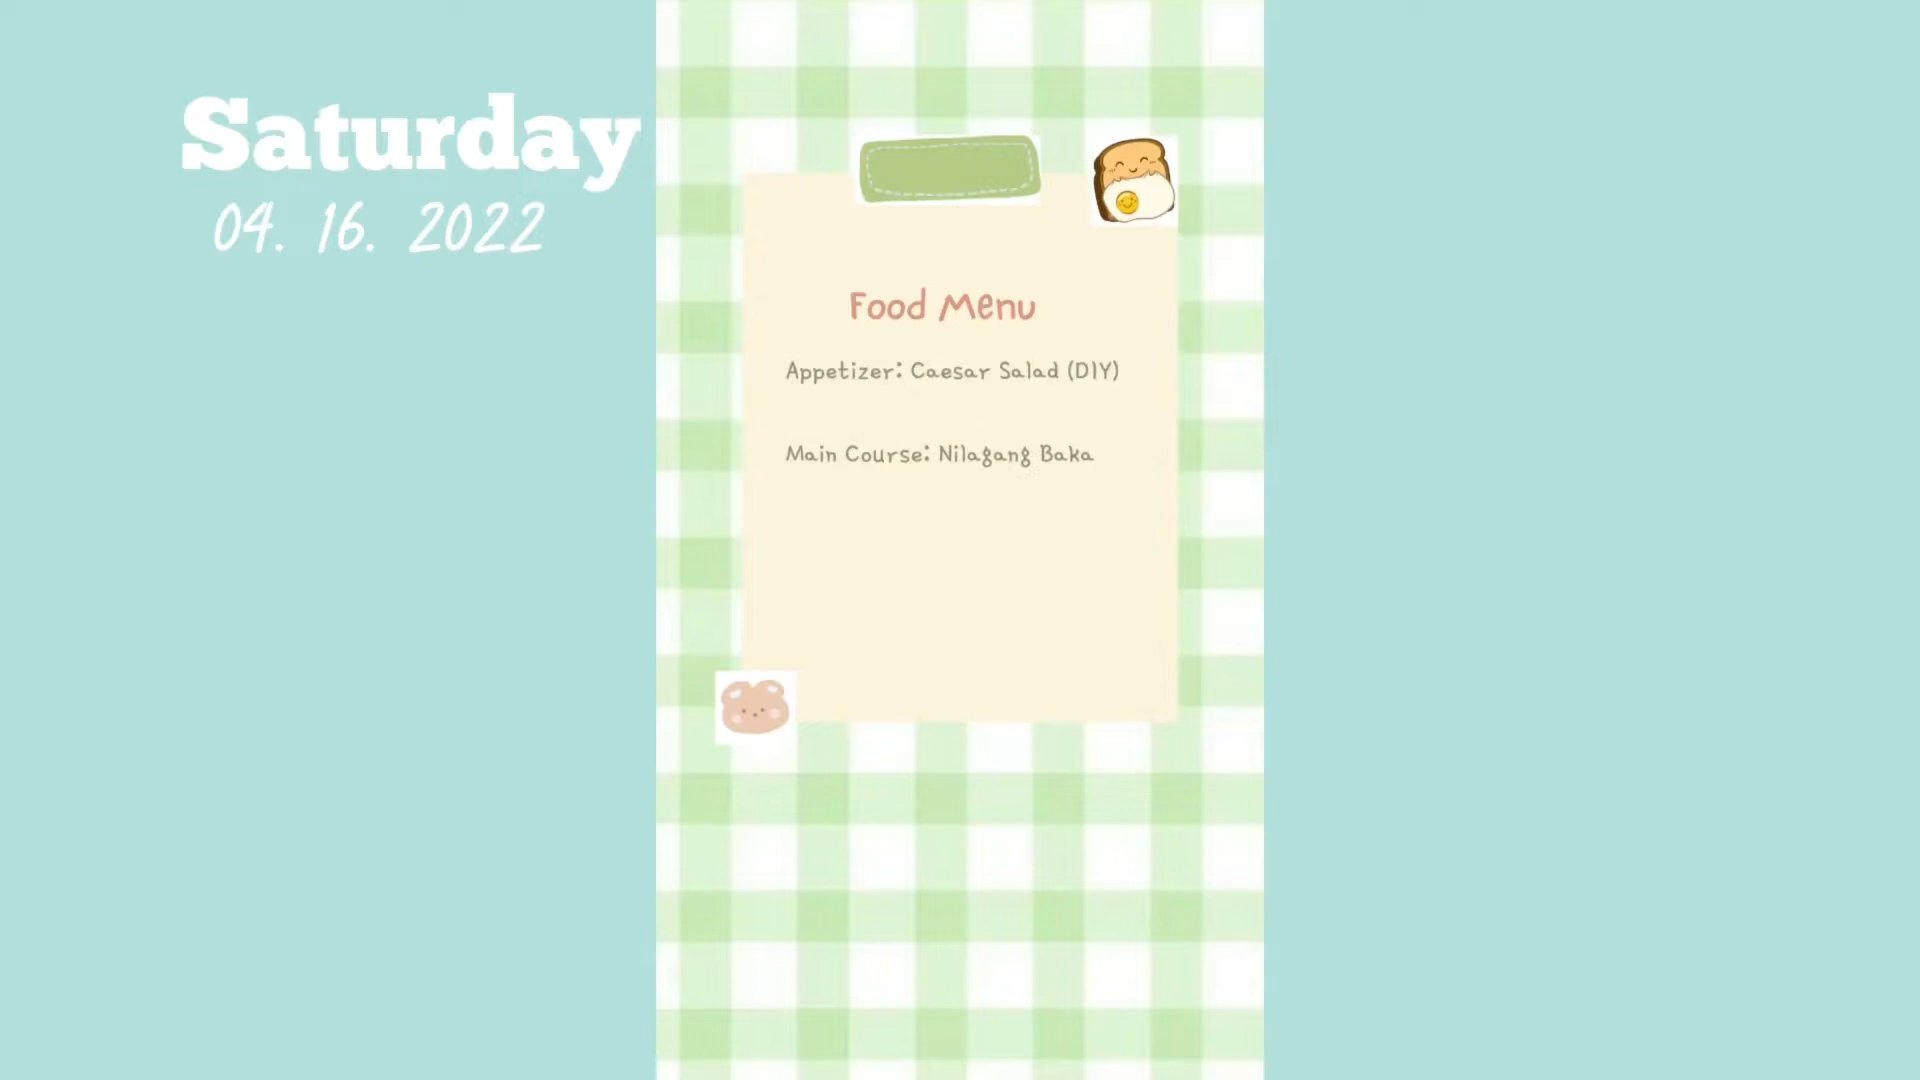 Saturday
04. 16. 2022
Food Menu
Appetizer: Caesar Salad (DIY)
Main Course: Nilagang Baka